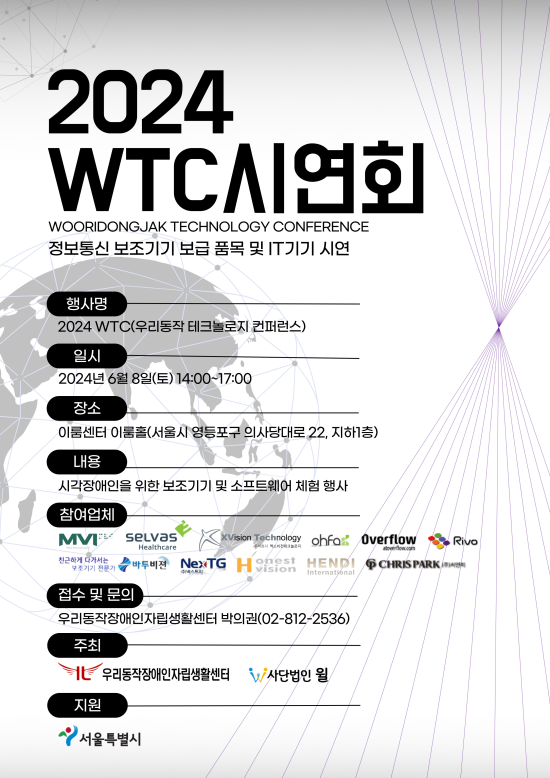 2024
WTC시연회
WOORIDONGJAK TECHNOLOGY CONFERENCE
정보통신 보조기기 보급 품목 및 IT기기 시연
행사명
2024 WTC(우리동작 테크놀로지 컨퍼런스)
일시
2024년 6월 8일(토) 14:00~17:00
장소
이룸센터 이룸홀(서울시 영등포구 의사당대로 22, 지하1층)
내용
시각장애인을 위한 보조기기 및 소프트웨어 체험 행사
참여업체
MVITEC SELVAS Healthcare XVision Technology ohfa Overflow aboverflow.com Rivo
친근하게 다가서는 보조기기 전문가 바투비젼 NexTG (주)넥스트지 Honest vision HENDI International CHRIS PARK
접수 및 문의
우리동작장애인자립생활센터 박의권(02-812-2536)
주최
IL 우리동작장애인자립생활센터 W 사단법인 윌
지원
서울특별시